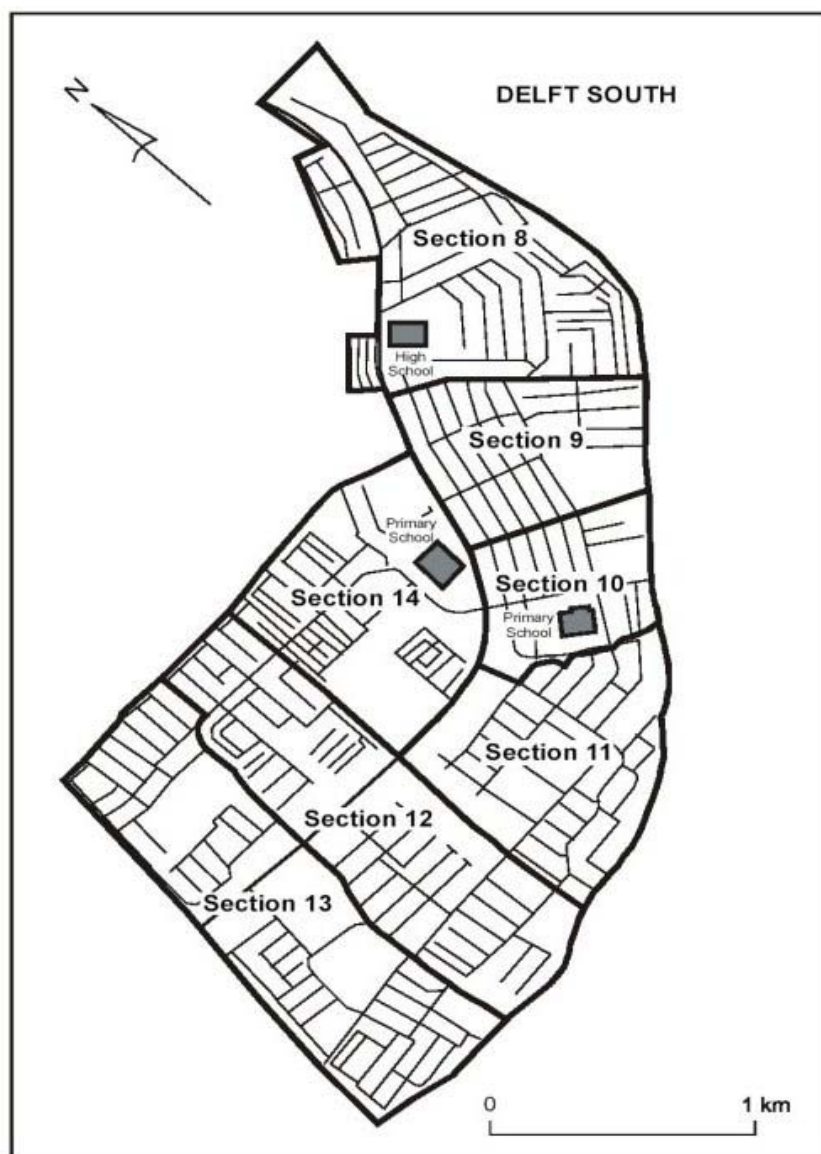 DELFT SOUTH
N
Section 8
High
School
Section 9
Primary
School
Section 10
Section 14
Primary
School
Section 11
Section 12
Section 13
0 1 km